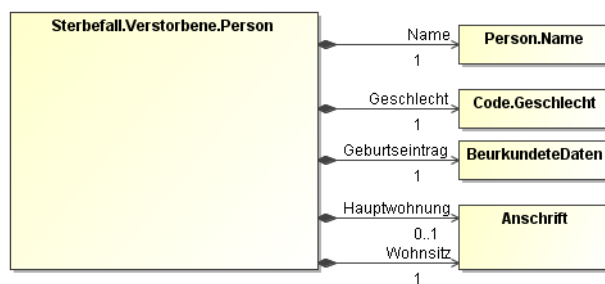 Sterbefall.Verstorbene.Person
Name
1
Person.Name
Geschlecht
1
Code.Geschlecht
Geburtseintrag
1
BeurkundeteDaten
Hauptwohnung
0..1
Anschrift
Wohnsitz
1